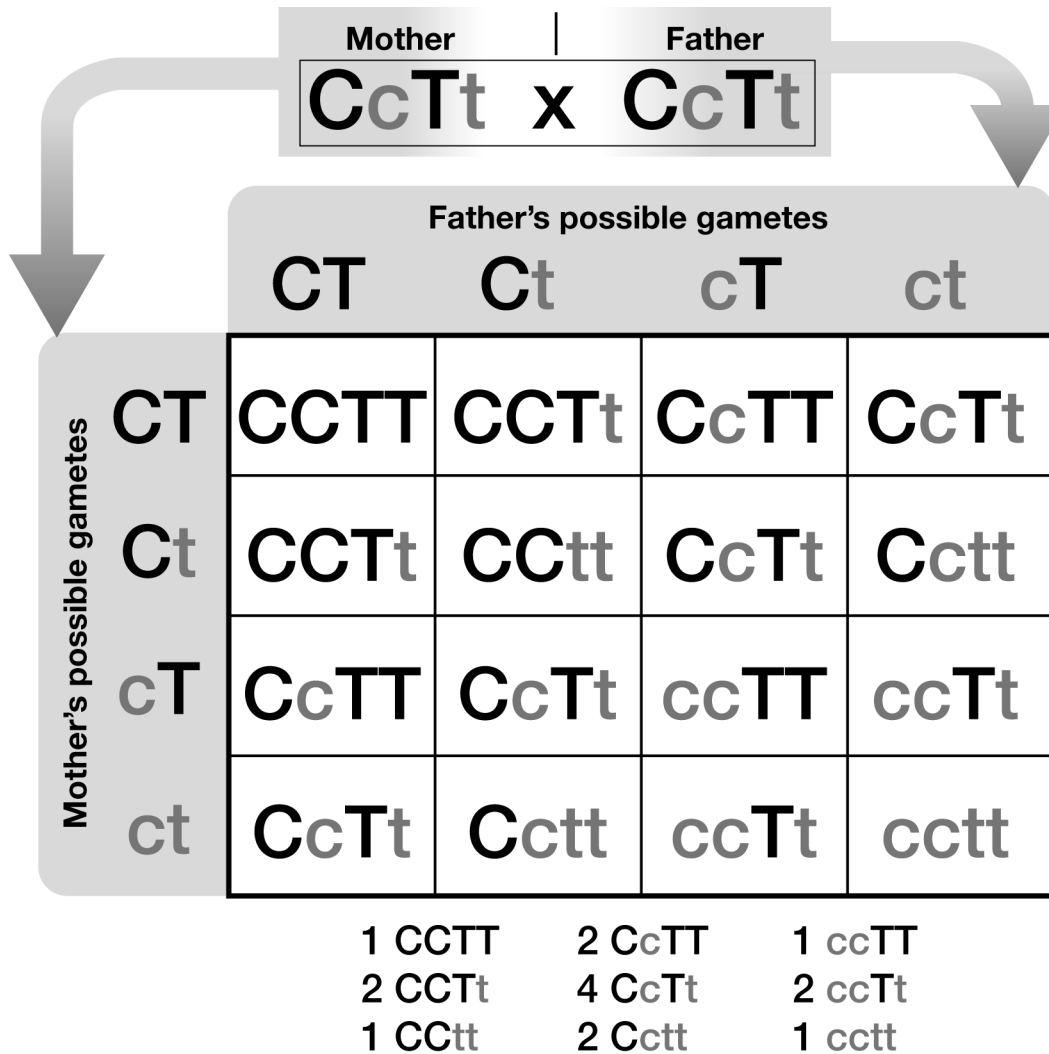 Mother | Father
CcTt x CcTt
Father’s possible gametes
CT Ct cT ct
Mother’s possible gametes
CT CCTT CCTt CcTT CcTt
Ct CCTt CCtt CcTt Cctt
cT CcTT CcTt ccTT ccTt
ct CcTt Cctt ccTt cctt
1 CCTT 2 CcTT 1 ccTT
2 CCTt 4 CcTt 2 ccTt
1 CCtt 2 Cctt 1 cctt